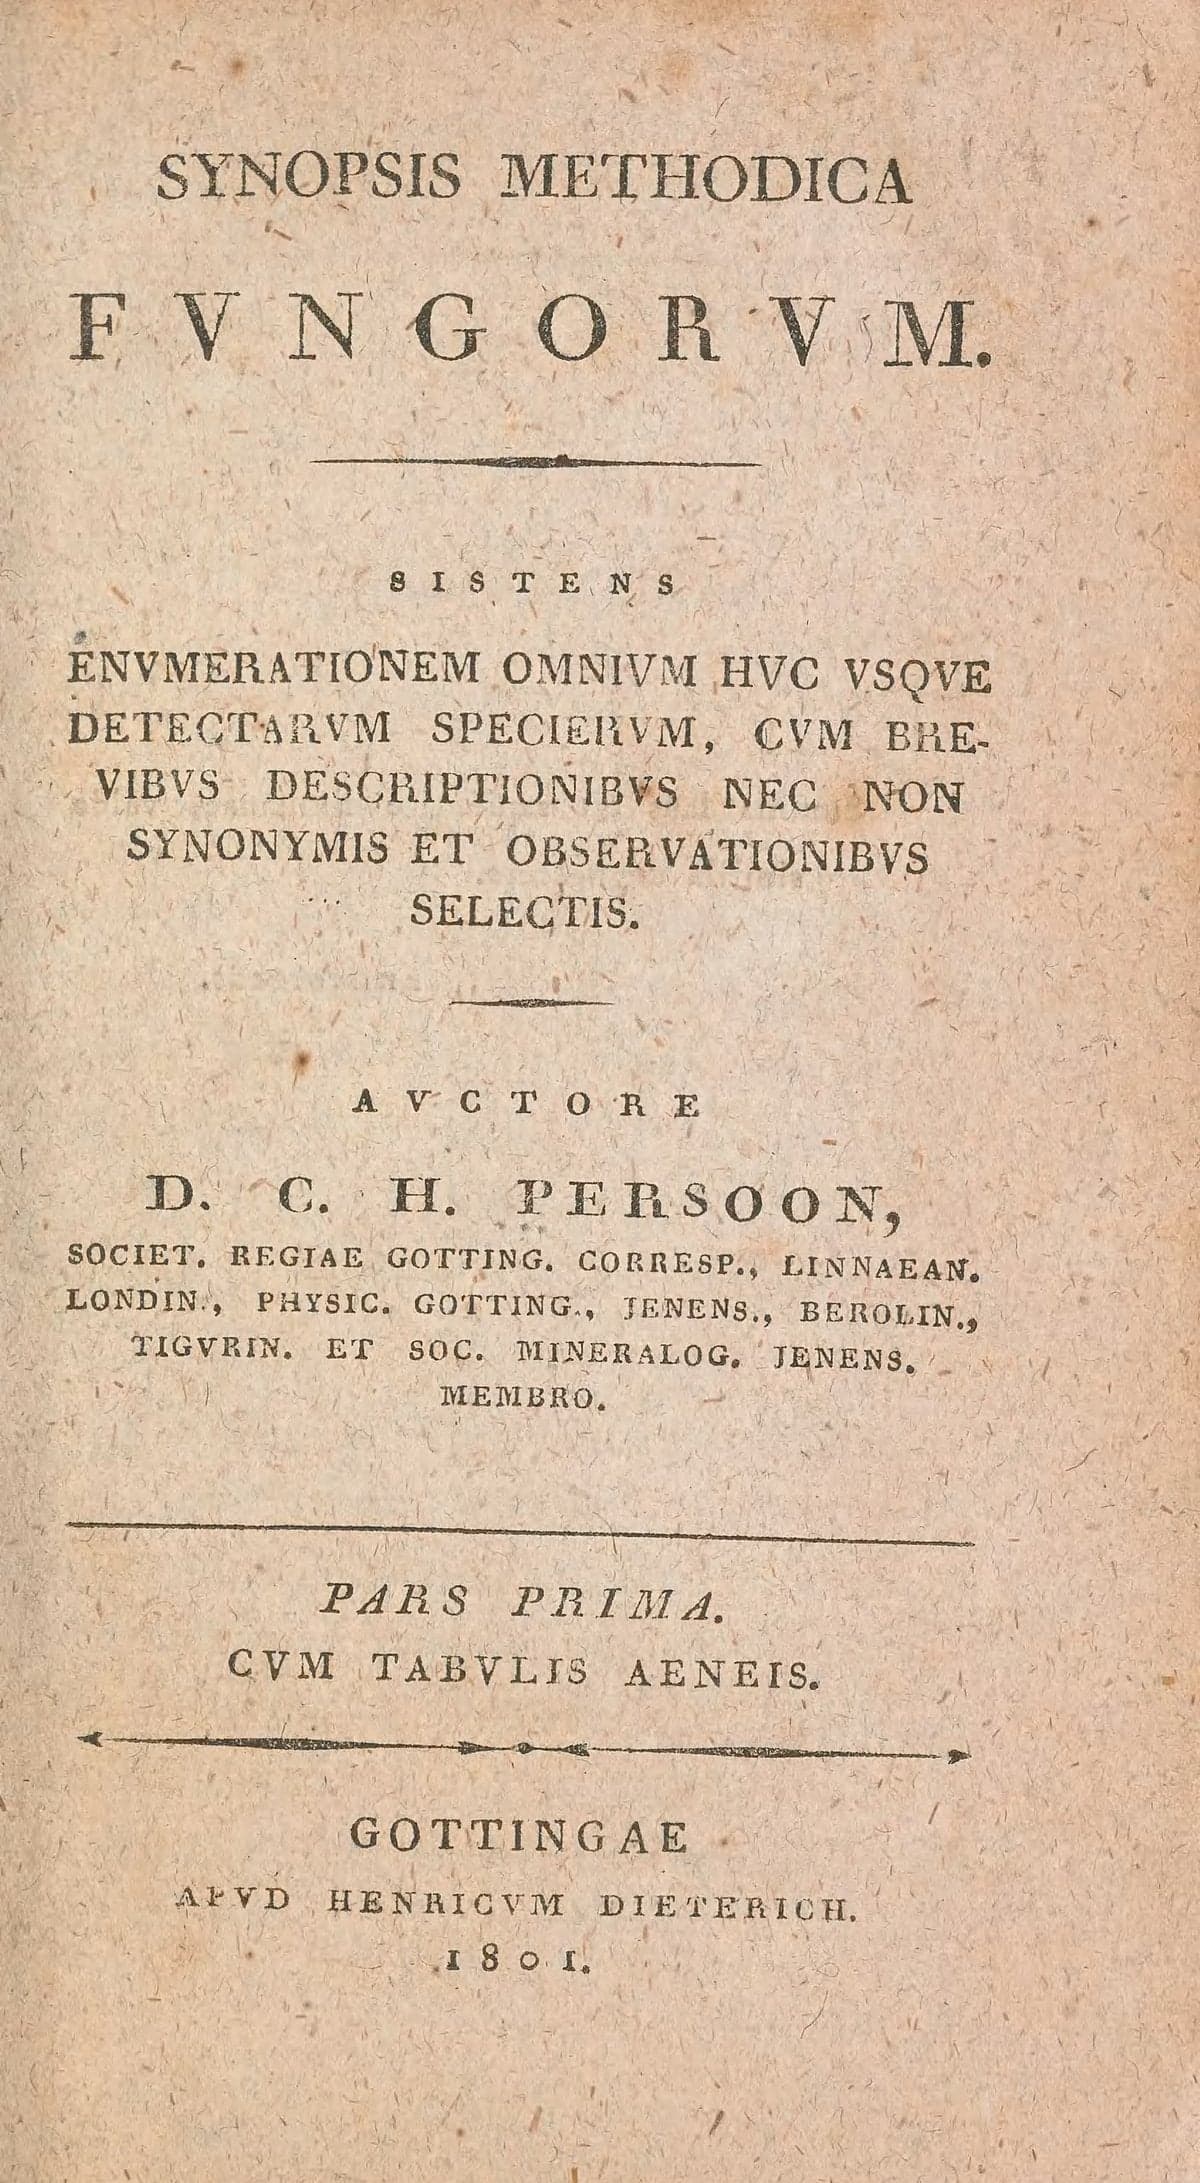 SYNOPSIS METHODICA
FVNGORVM.
SISTENS
ENVMERATIONEM OMNIVM HVC VSQVE
DETECTARVM SPECIERVM, CVM BRE-
VIBVS DESCRIPTIONIBVS NEC NON
SYNONYMIS ET OBSERVATIONIBVS
SELECTIS.
AVCTORE
D. C. H. PERSOON,
SOCIET. REGIAE GOTTING. CORRESP., LINNAEAN.
LONDIN., PHYSIC. GOTTING., JENENS., BEROLIN.,
TIGVRIN. ET SOC. MINERALOG. JENENS.
MEMBRO.
PARS PRIMA.
CVM TABVLIS AENEIS.
GOTTINGAE
APVD HENRICVM DIETERICH.
1801.